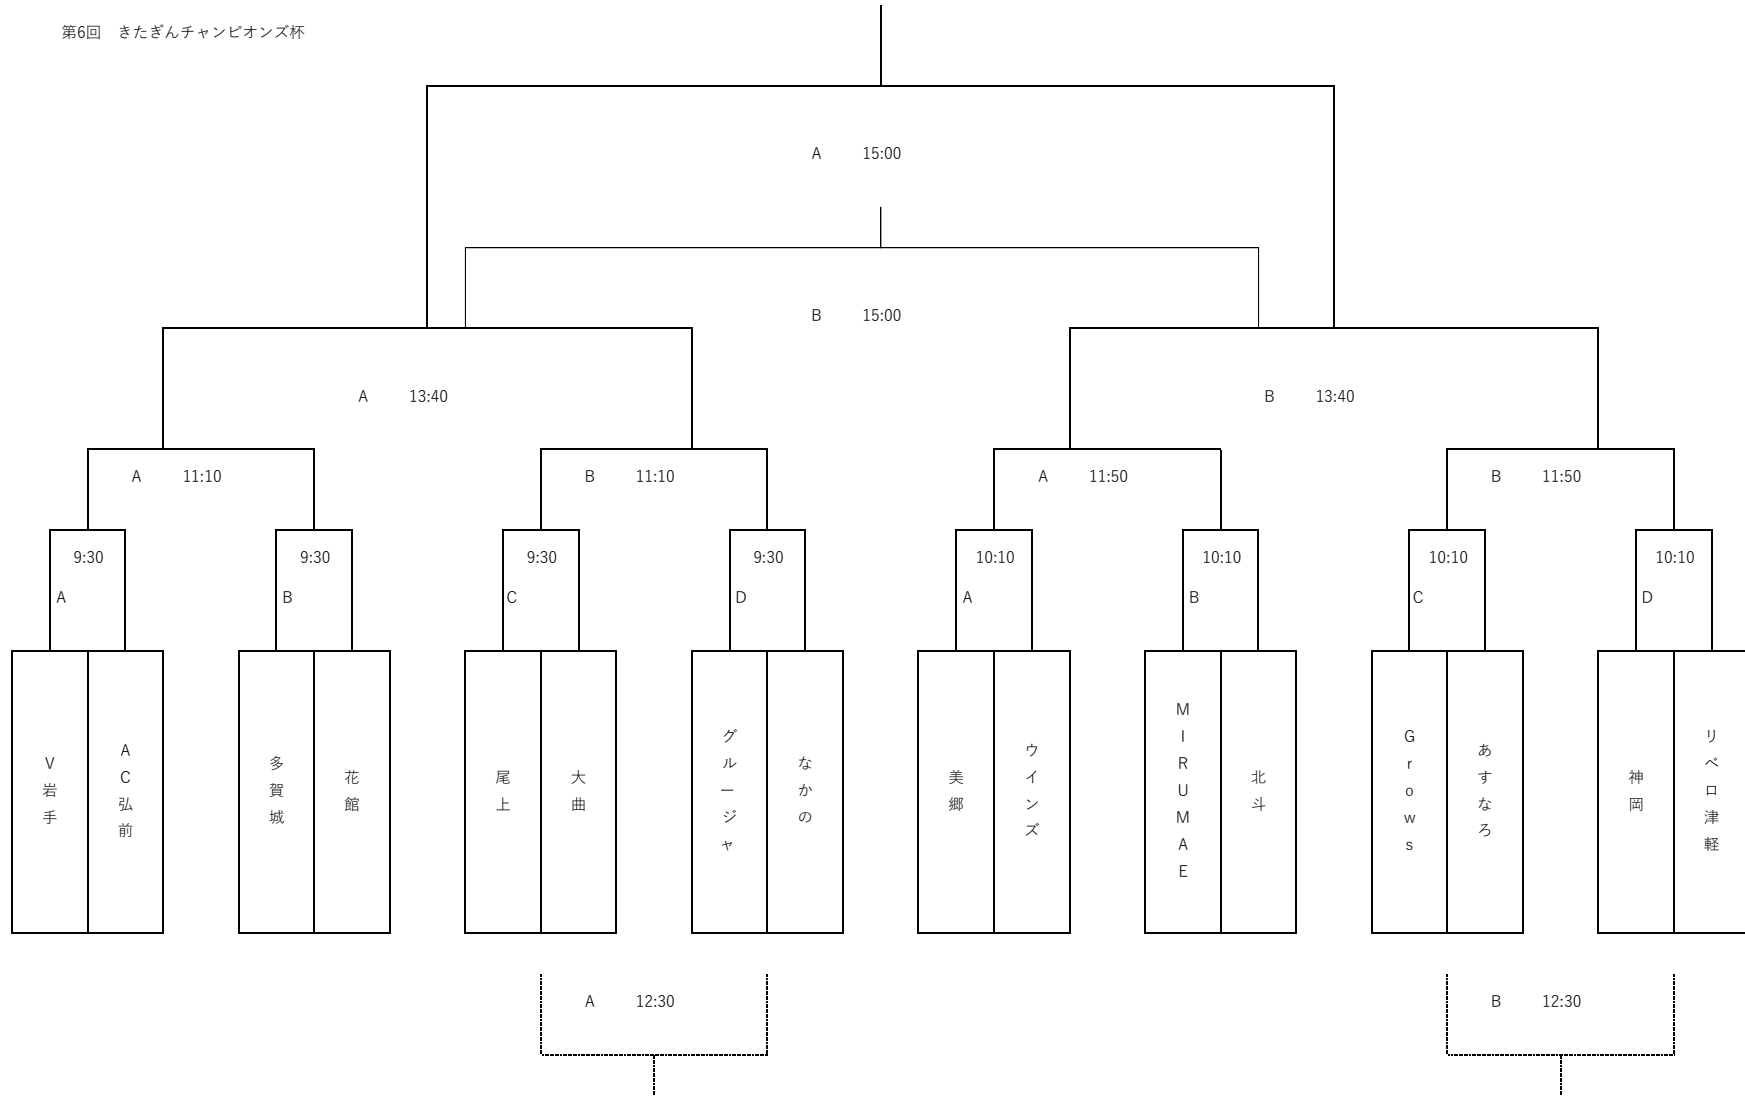 第6回　きたぎんチャンピオンズ杯
A 15:00
B 15:00
A 13:40
B 13:40
A 11:10
B 11:10
A 11:50
B 11:50
9:30
9:30
9:30
9:30
10:10
10:10
10:10
10:10
A
B
C
D
A
B
C
D
V岩手
AC弘前
多賀城
花館
尾上
大曲
グルージャ
なかの
美郷
ウインズ
MIRUMAE
北斗
Grows
あすなろ
神岡
リベロ津軽
A 12:30
B 12:30